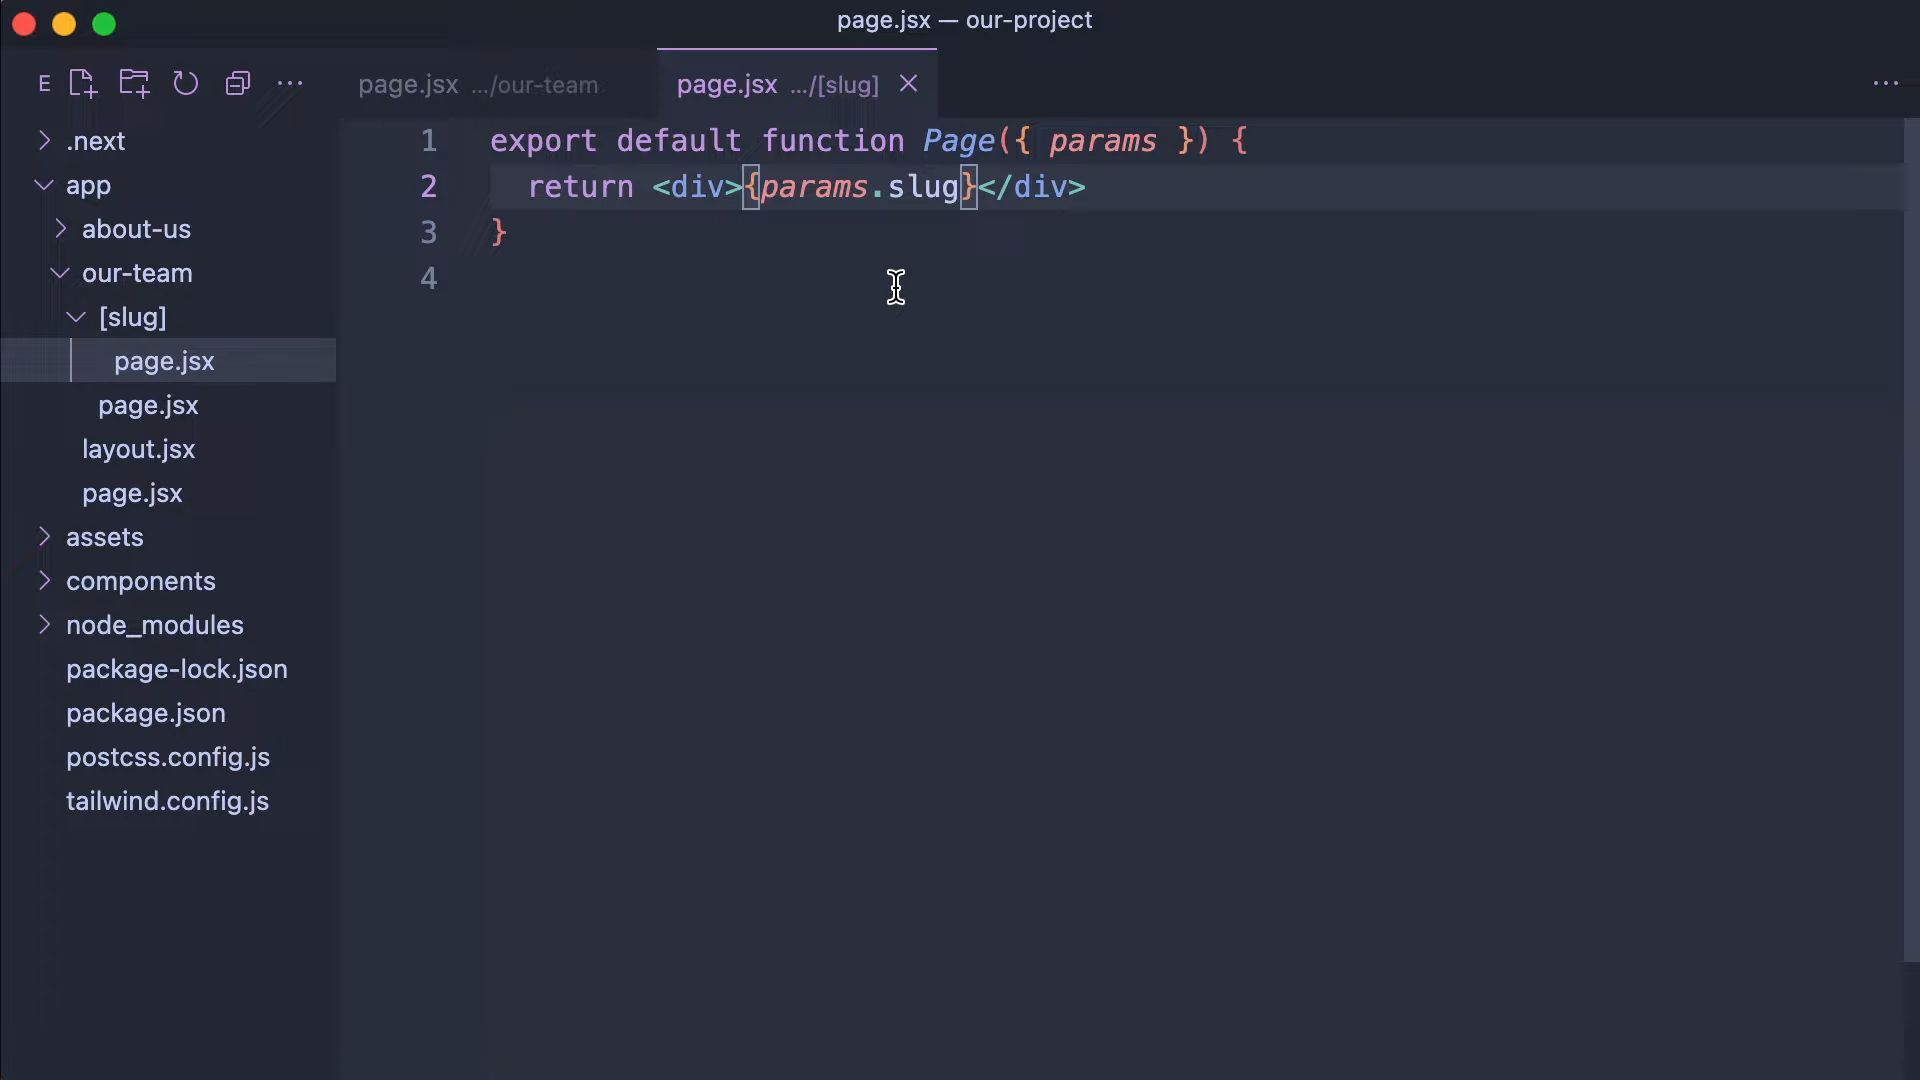 page.jsx — our-project
E
page.jsx .../our-team
page.jsx .../[slug]
.next
app
about-us
our-team
[slug]
page.jsx
page.jsx
layout.jsx
page.jsx
assets
components
node_modules
package-lock.json
package.json
postcss.config.js
tailwind.config.js
1 export default function Page({ params }) {
2 return <div>{params.slug}</div>
3 }
4